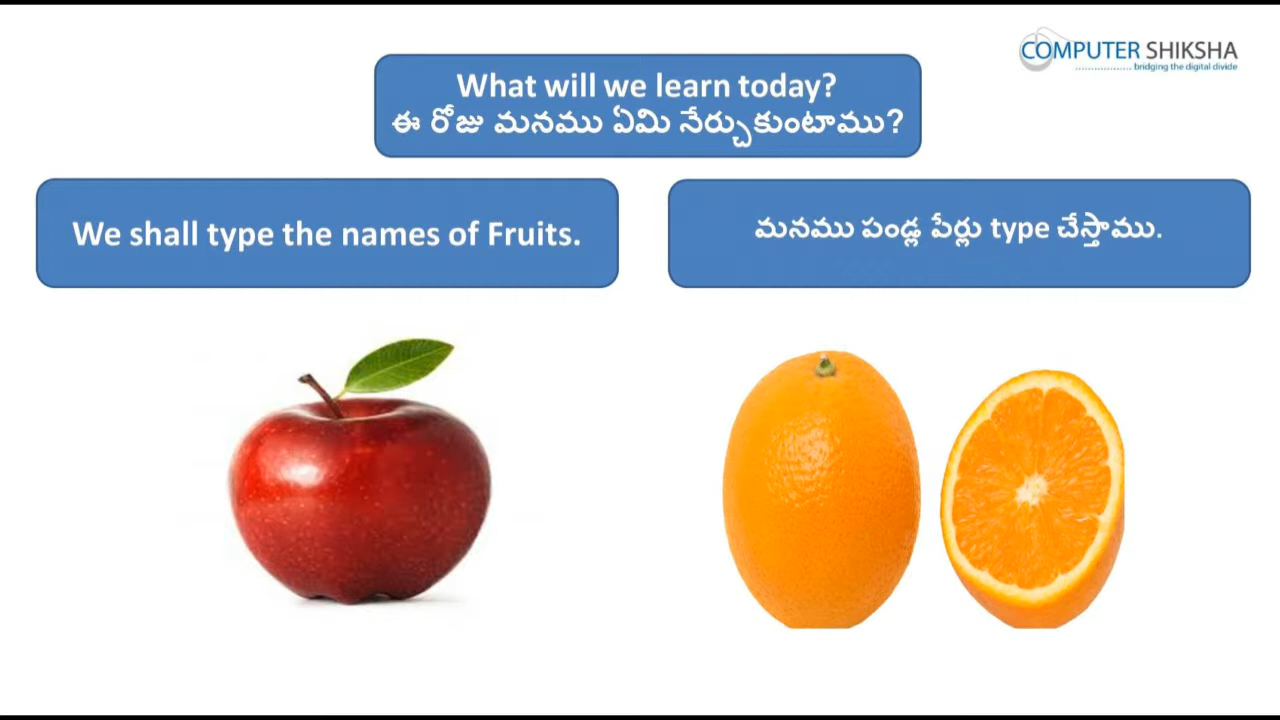 COMPUTER SHIKSHA
bridging the digital divide
What will we learn today?
ఈ రోజు మనము ఏమి నేర్చుకుంటాము?
We shall type the names of Fruits.
మనము పండ్ల పేర్లు type చేస్తాము.